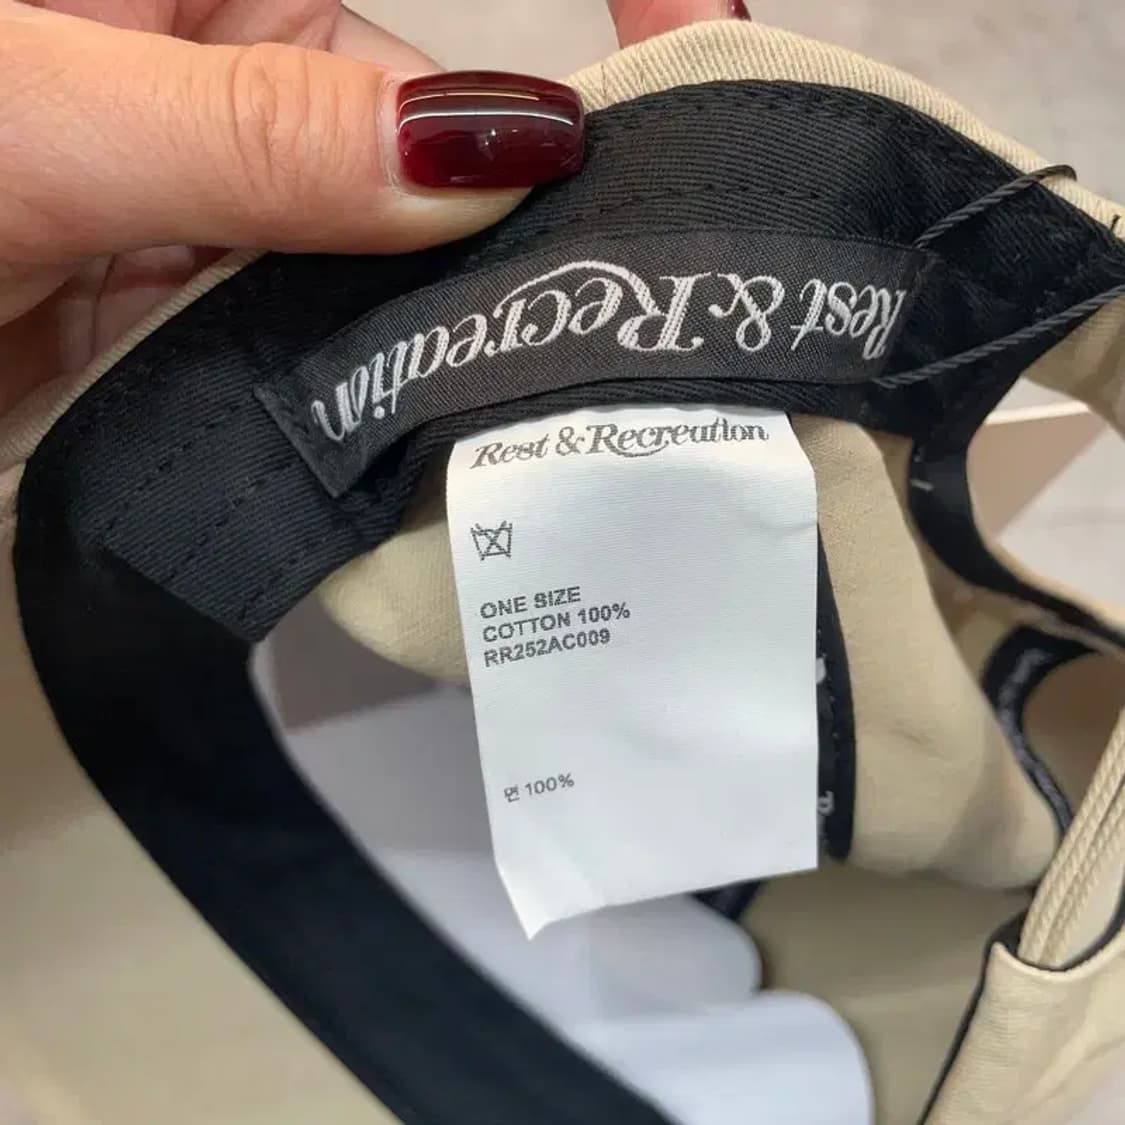 Rest & Recreation
Rest & Recreation
ONE SIZE
COTTON 100%
RR252AC009
면 100%